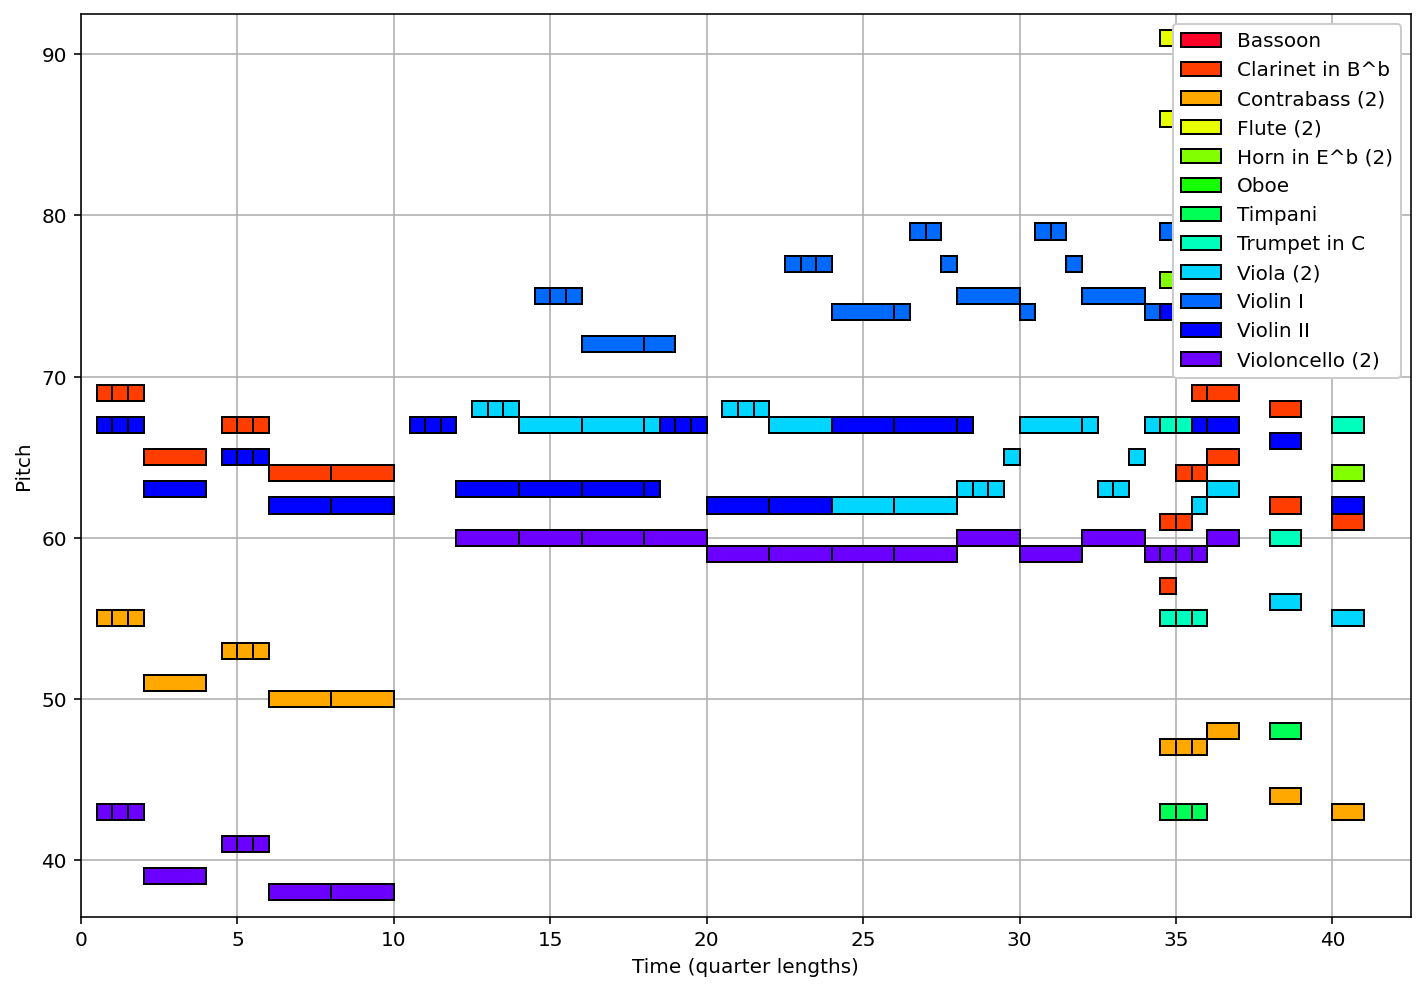 90
80
70
60
50
40
Pitch
0 5 10 15 20 25 30 35 40
Time (quarter lengths)
Bassoon
Clarinet in B^b
Contrabass (2)
Flute (2)
Horn in E^b (2)
Oboe
Timpani
Trumpet in C
Viola (2)
Violin I
Violin II
Violoncello (2)